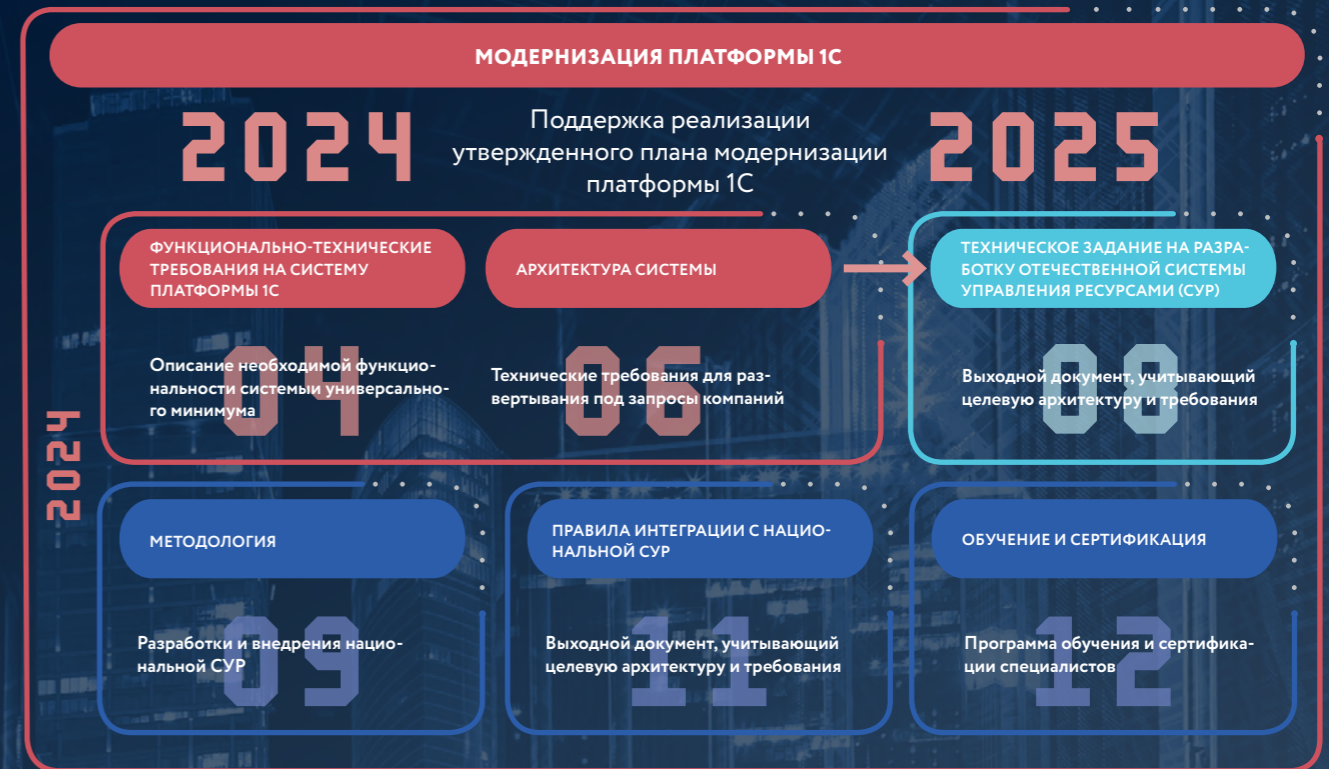 МОДЕРНИЗАЦИЯ ПЛАТФОРМЫ 1С
2024
Поддержка реализации
утвержденного плана модернизации
платформы 1С
2025
ФУНКЦИОНАЛЬНО-ТЕХНИЧЕСКИЕ
ТРЕБОВАНИЯ НА СИСТЕМУ
ПЛАТФОРМЫ 1С
04
Описание необходимой функцио-
нальности системыи универсально-
го минимума
АРХИТЕКТУРА СИСТЕМЫ
06
Технические требования для раз-
вертывания под запросы компаний
ТЕХНИЧЕСКОЕ ЗАДАНИЕ НА РАЗРА-
БОТКУ ОТЕЧЕСТВЕННОЙ СИСТЕМЫ
УПРАВЛЕНИЯ РЕСУРСАМИ (СУР)
08
Выходной документ, учитывающий
целевую архитектуру и требования
2024
МЕТОДОЛОГИЯ
09
Разработки и внедрения нацио-
нальной СУР
ПРАВИЛА ИНТЕГРАЦИИ С НАЦИО-
НАЛЬНОЙ СУР
11
Выходной документ, учитывающий
целевую архитектуру и требования
ОБУЧЕНИЕ И СЕРТИФИКАЦИЯ
12
Программа обучения и сертифика-
ции специалистов